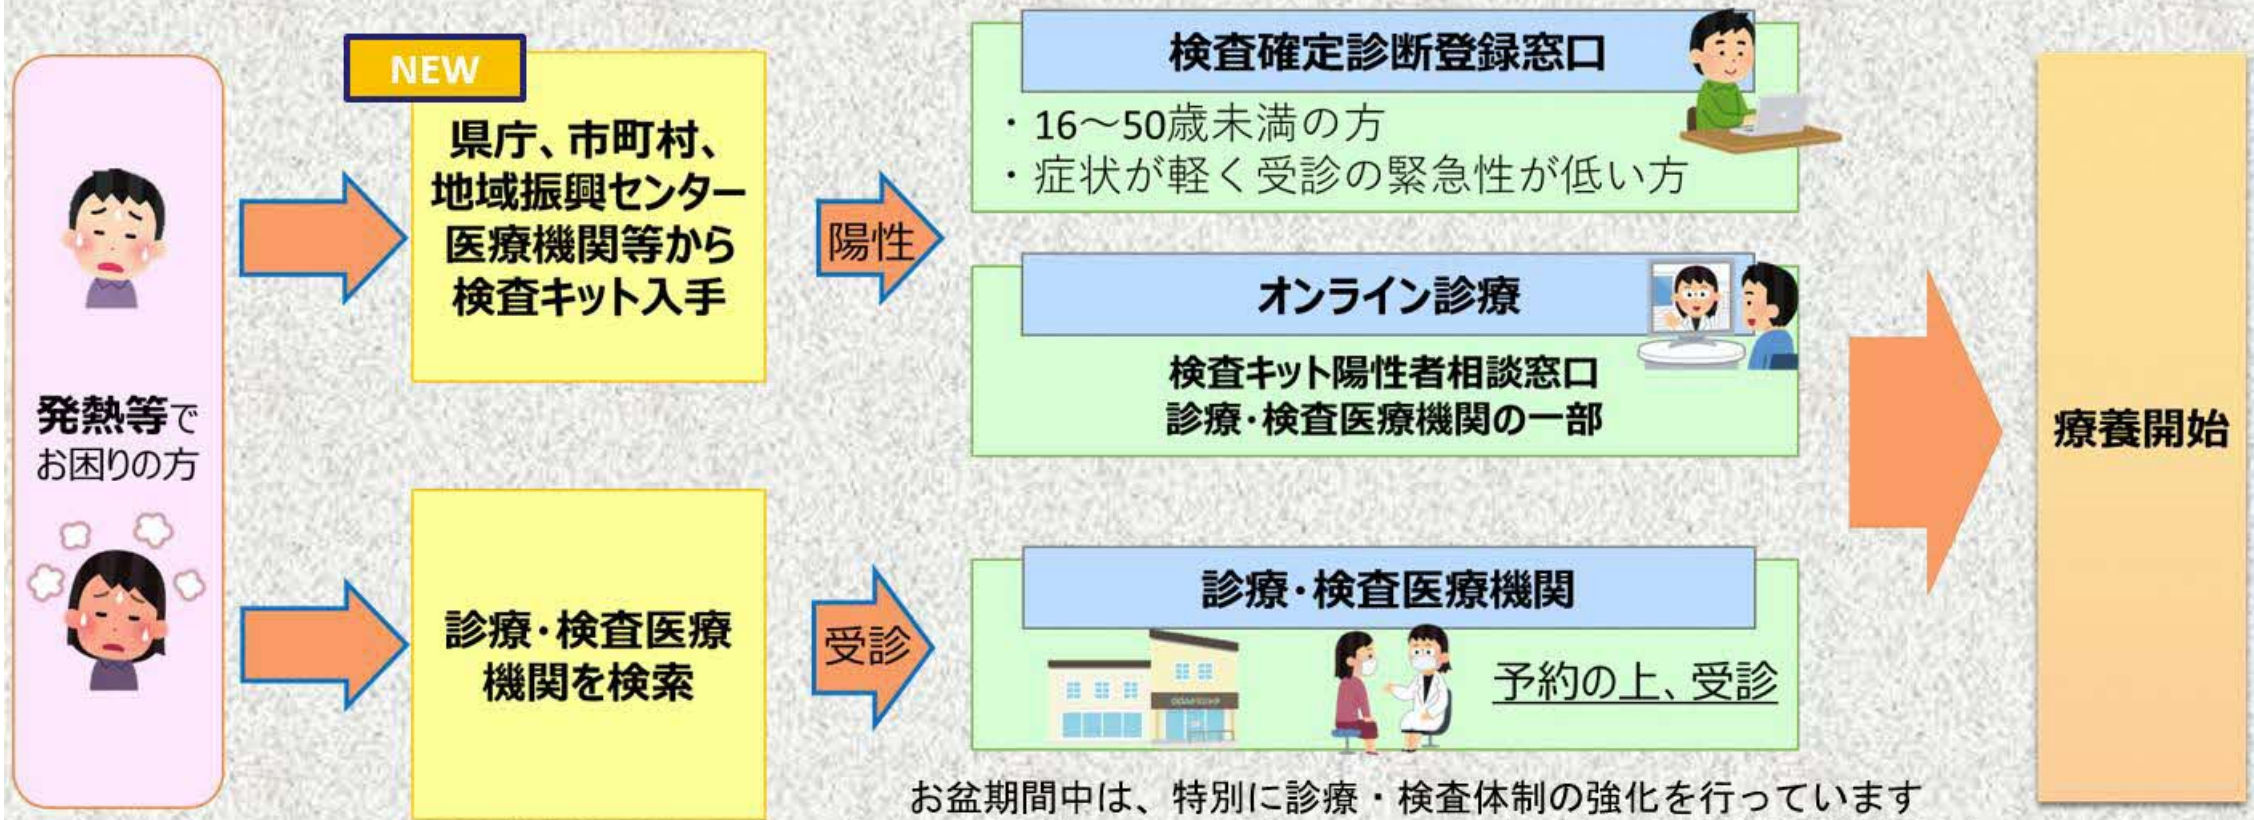 発熱等で
お困りの方
NEW
県庁、市町村、
地域振興センター
医療機関等から
検査キット入手
診療・検査医療
機関を検索
陽性
受診
検査確定診断登録窓口
・16～50歳未満の方
・症状が軽く受診の緊急性が低い方
オンライン診療
検査キット陽性者相談窓口
診療・検査医療機関の一部
診療・検査医療機関
予約の上、受診
お盆期間中は、特別に診療・検査体制の強化を行っています
療養開始